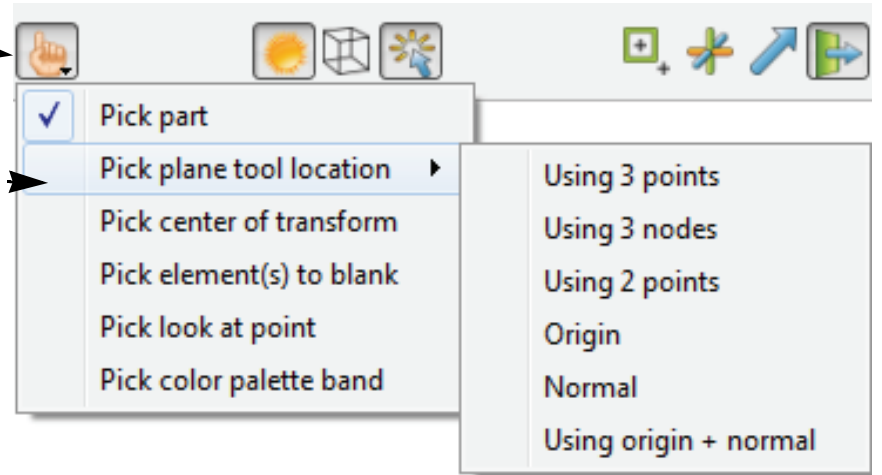 Pick part
Pick plane tool location
Pick center of transform
Pick element(s) to blank
Pick look at point
Pick color palette band
Using 3 points
Using 3 nodes
Using 2 points
Origin
Normal
Using origin + normal